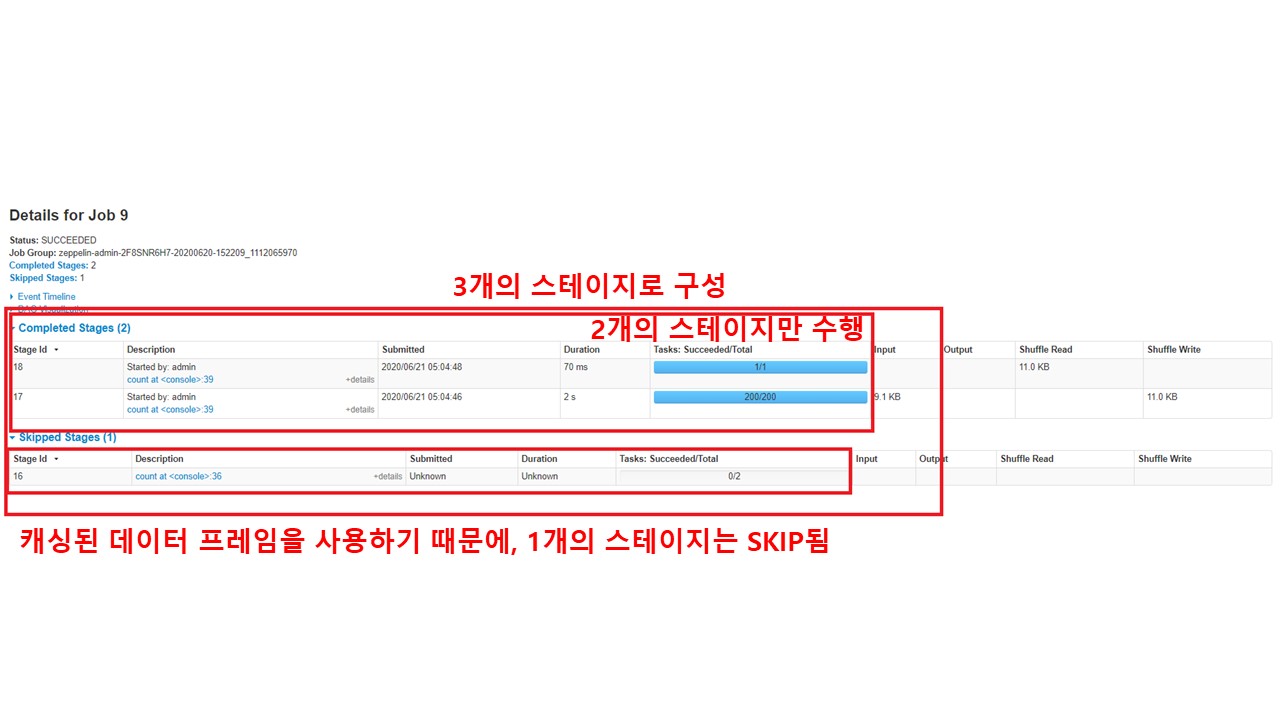 Details for Job 9
Status: SUCCEEDED
Job Group: zeppelin-admin-2F8SNR6H7-20200620-152209_1112065970
Completed Stages: 2
Skipped Stages: 1
Event Timeline
3개의 스테이지로 구성
Completed Stages (2)
2개의 스테이지만 수행
Stage Id Description Submitted Duration Tasks: Succeeded/Total Input Output Shuffle Read Shuffle Write
18 Started by: admin 2020/06/21 05:04:48 70 ms 1/1 11.0 KB
count at <console>:39 +details
17 Started by: admin 2020/06/21 05:04:46 2 s 200/200 9.1 KB 11.0 KB
count at <console>:39 +details
Skipped Stages (1)
Stage Id Description Submitted Duration Tasks: Succeeded/Total Input Output Shuffle Read Shuffle Write
16 count at <console>:36 +details Unknown Unknown 0/2
캐싱된 데이터 프레임을 사용하기 때문에, 1개의 스테이지는 SKIP됨